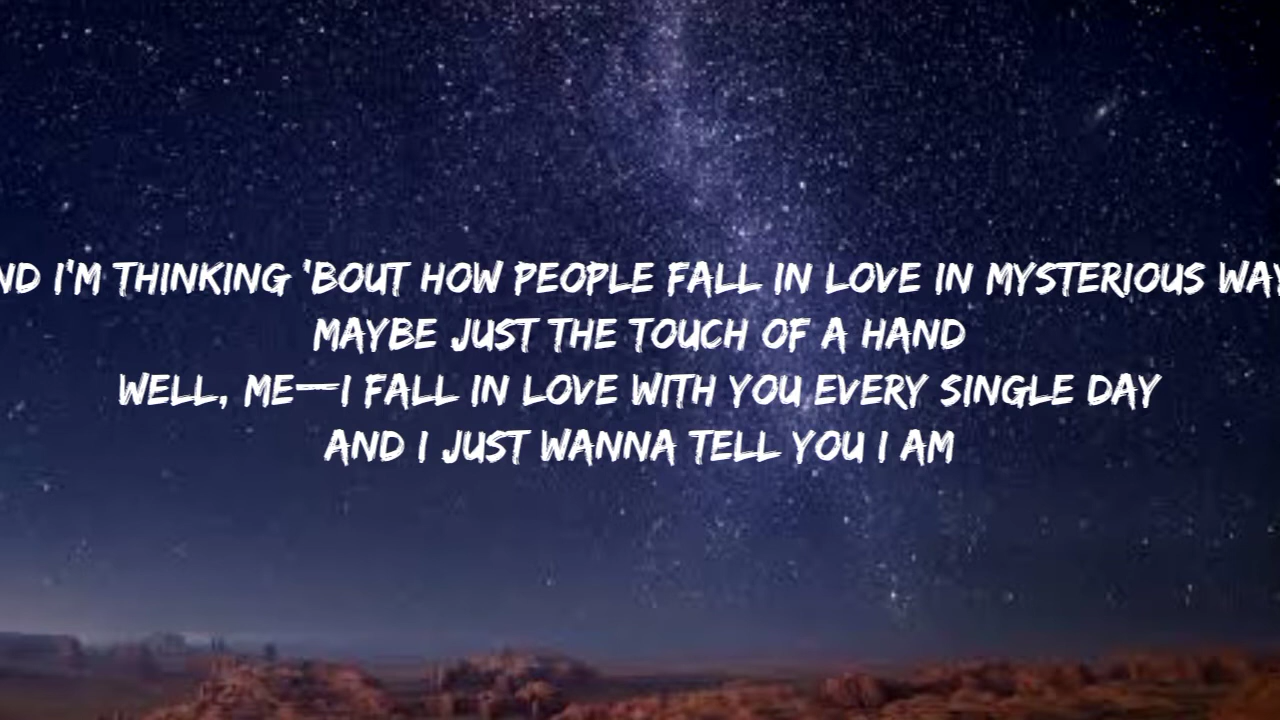 ND I'M THINKING 'BOUT HOW PEOPLE FALL IN LOVE IN MYSTERIOUS WAY
MAYBE JUST THE TOUCH OF A HAND
WELL, ME—I FALL IN LOVE WITH YOU EVERY SINGLE DAY
AND I JUST WANNA TELL YOU I AM